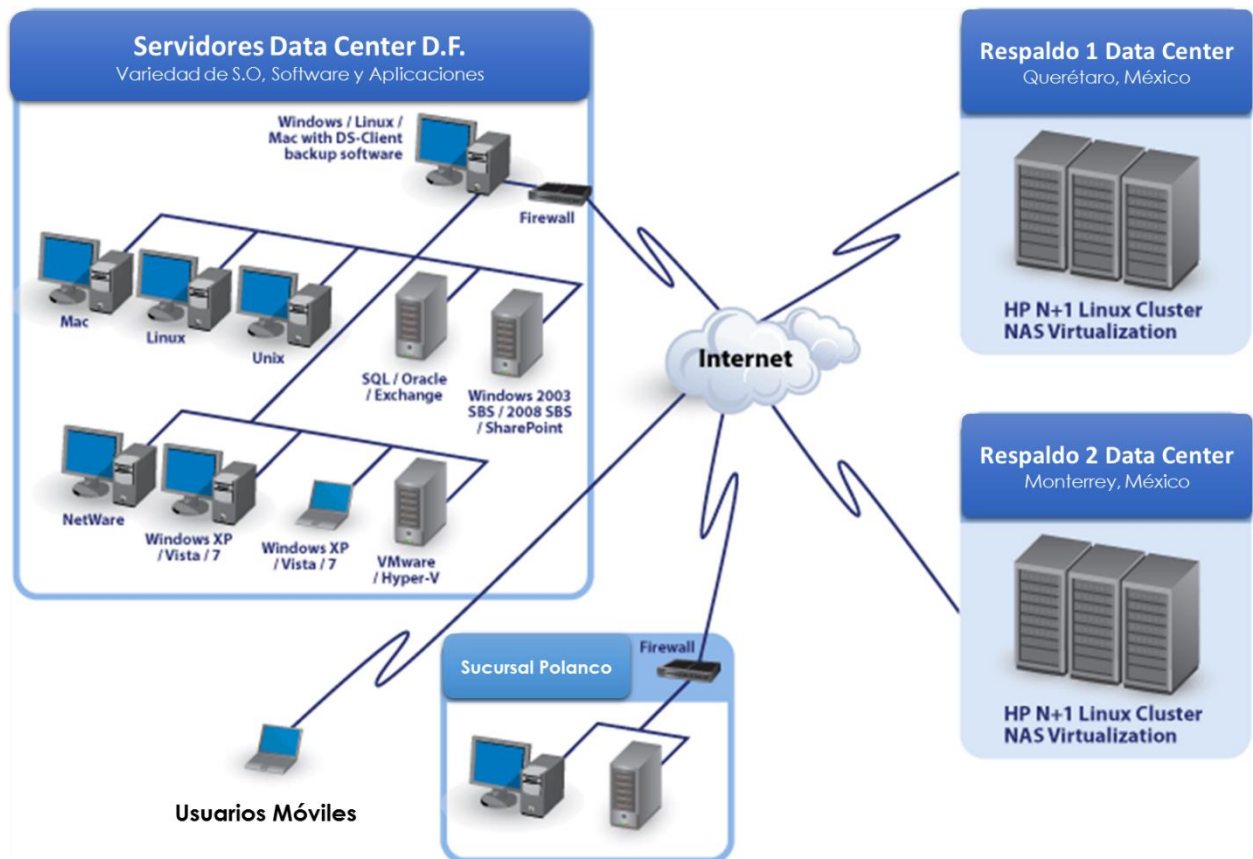 Servidores Data Center D.F.
Variedad de S.O, Software y Aplicaciones
Windows / Linux /
Mac with DS-Client
backup software
Firewall
Mac
Linux
Unix
SQL / Oracle
/ Exchange
Windows 2003
SBS / 2008 SBS
/ SharePoint
NetWare
Windows XP
/ Vista / 7
Windows XP
/ Vista / 7
VMware
/ Hyper-V
Internet
Respaldo 1 Data Center
Querétaro, México
HP N+1 Linux Cluster
NAS Virtualization
Respaldo 2 Data Center
Monterrey, México
HP N+1 Linux Cluster
NAS Virtualization
Sucursal Polanco
Firewall
Usuarios Móviles